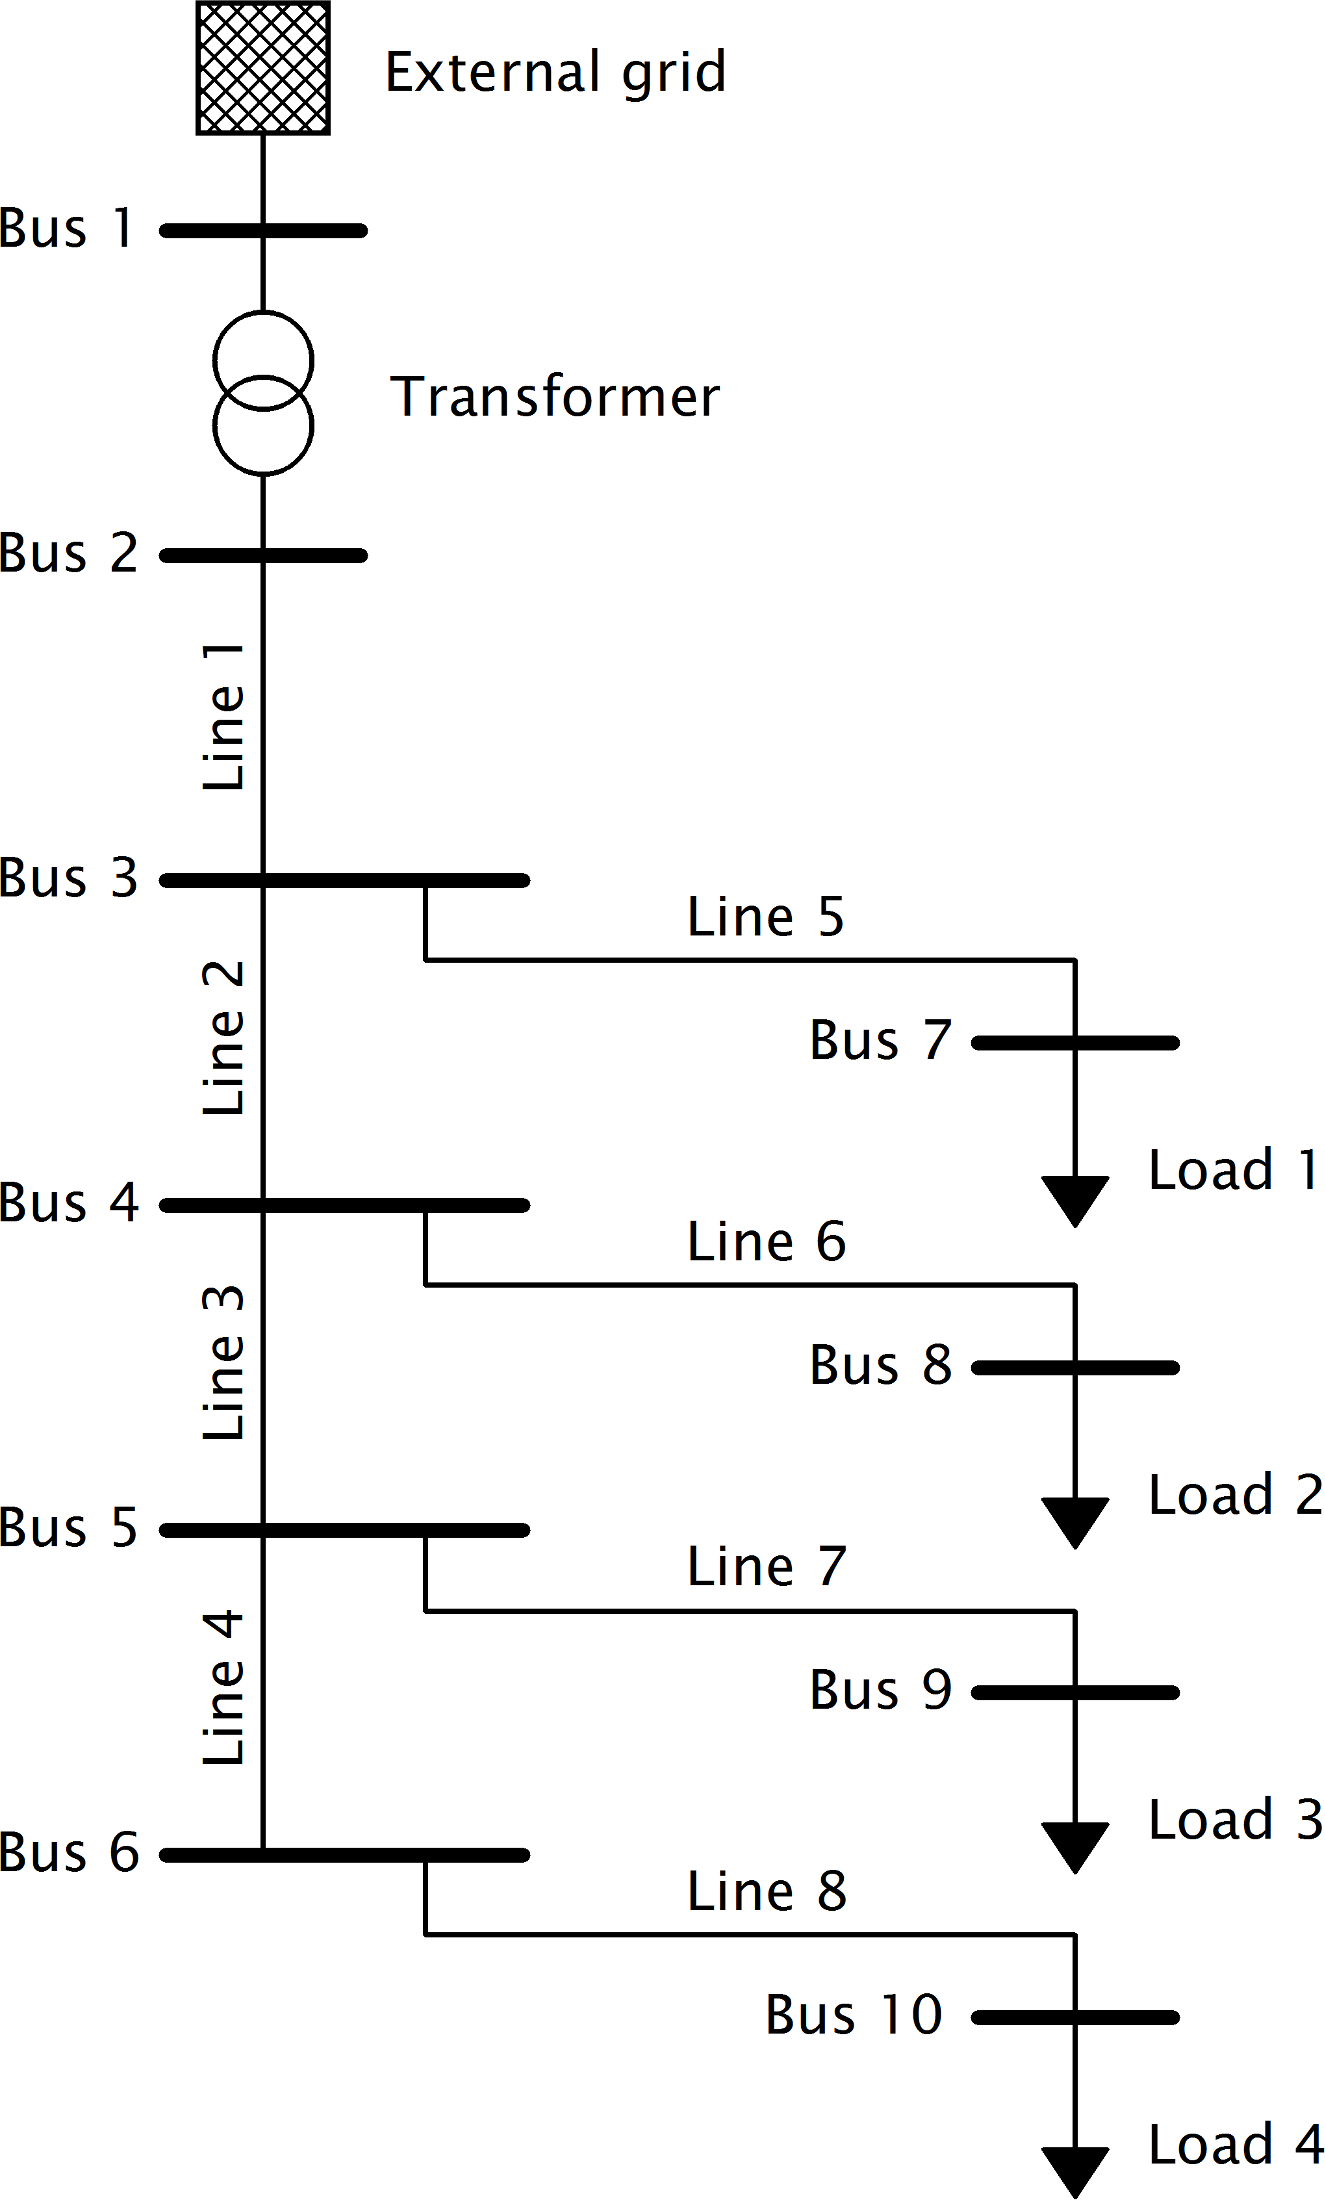 External grid
Bus 1
Transformer
Bus 2
Line 1
Bus 3
Line 5
Line 2
Bus 7
Load 1
Bus 4
Line 6
Line 3
Bus 8
Load 2
Bus 5
Line 7
Line 4
Bus 9
Load 3
Bus 6
Line 8
Bus 10
Load 4